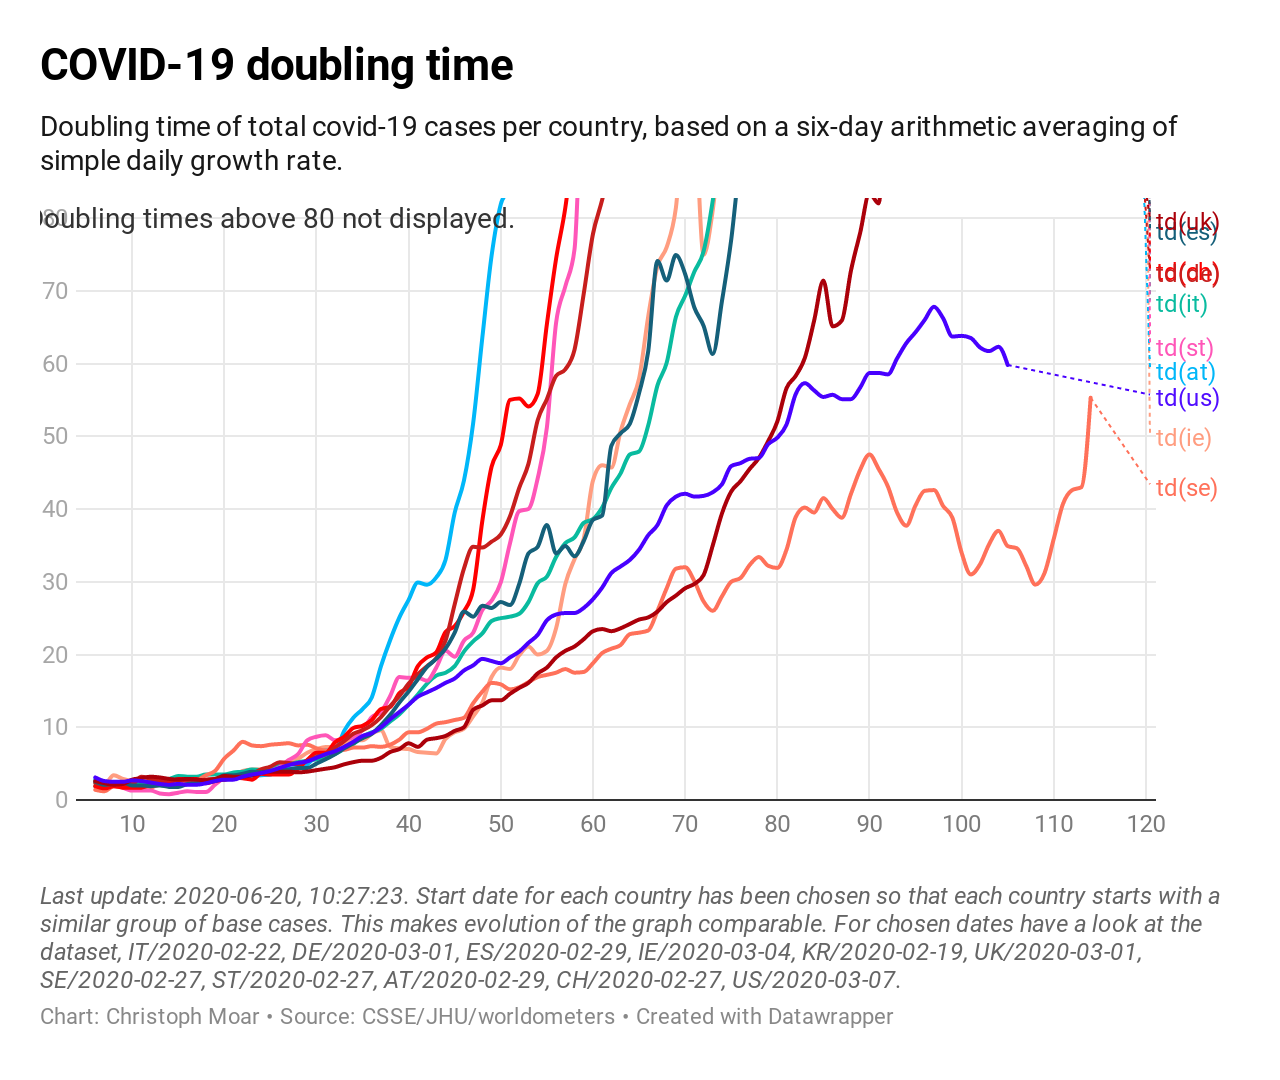 COVID-19 doubling time
Doubling time of total covid-19 cases per country, based on a six-day arithmetic averaging of
simple daily growth rate.
oubling times above 80 not displayed.
80
70
60
50
40
30
20
10
0
10 20 30 40 50 60 70 80 90 100 110 120
td(uk)
td(es)
td(de)
td(it)
td(st)
td(at)
td(us)
td(ie)
td(se)
Last update: 2020-06-20, 10:27:23. Start date for each country has been chosen so that each country starts with a
similar group of base cases. This makes evolution of the graph comparable. For chosen dates have a look at the
dataset, IT/2020-02-22, DE/2020-03-01, ES/2020-02-29, IE/2020-03-04, KR/2020-02-19, UK/2020-03-01,
SE/2020-02-27, ST/2020-02-27, AT/2020-02-29, CH/2020-02-27, US/2020-03-07.
Chart: Christoph Moar • Source: CSSE/JHU/worldometers • Created with Datawrapper